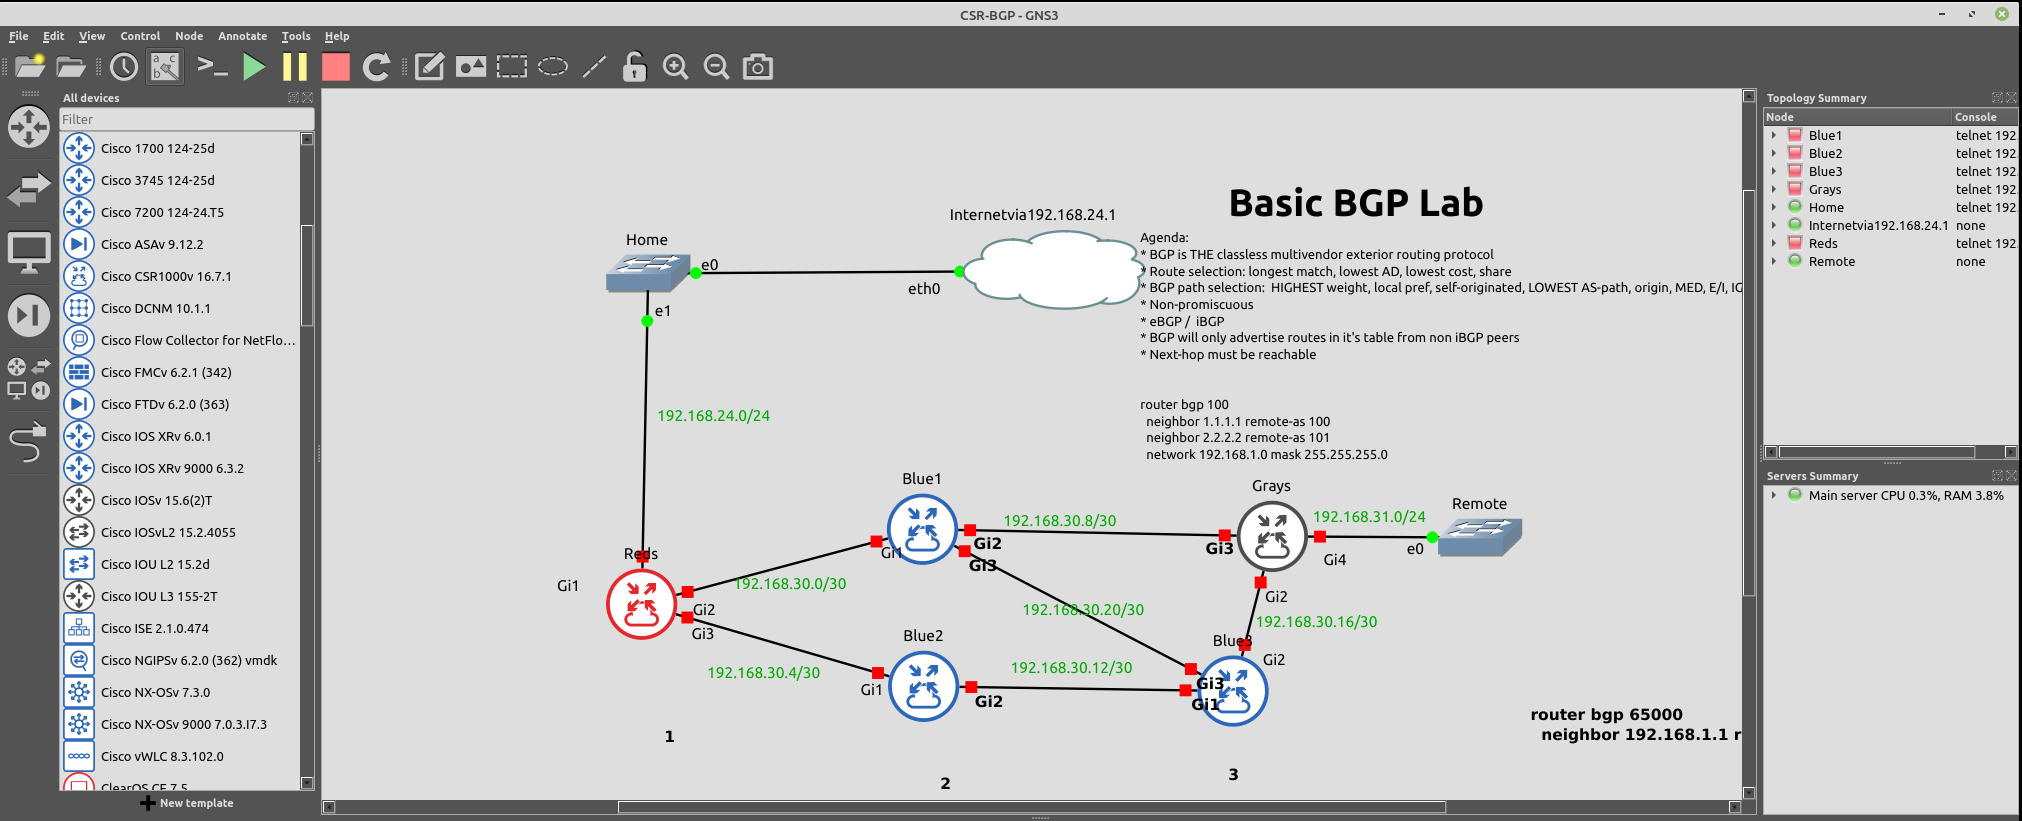 CSR-BGP - GNS3
File Edit View Control Node Annotate Tools Help
All devices
Filter
Cisco 1700 124-25d
Cisco 3745 124-25d
Cisco 7200 124-24.T5
Cisco ASAv 9.12.2
Cisco CSR1000v 16.7.1
Cisco DCNM 10.1.1
Cisco Flow Collector for NetFlo...
Cisco FMCv 6.2.1 (342)
Cisco FTDv 6.2.0 (363)
Cisco IOS XRv 6.0.1
Cisco IOS XRv 9000 6.3.2
Cisco IOSv 15.6(2)T
Cisco IOSvL2 15.2.4055
Cisco IOU L2 15.2d
Cisco IOU L3 155-2T
Cisco ISE 2.1.0.474
Cisco NGIPSv 6.2.0 (362) vmdk
Cisco NX-OSv 7.3.0
Cisco NX-OSv 9000 7.0.3.I7.3
Cisco vWLC 8.3.102.0
ClearOS CE 7.5
New template
Basic BGP Lab
Internetvia192.168.24.1
Home
e0
eth0
e1
Agenda:
* BGP is THE classless multivendor exterior routing protocol
* Route selection: longest match, lowest AD, lowest cost, share
* BGP path selection:  HIGHEST weight, local pref, self-originated, LOWEST AS-path, origin, MED, E/I, IG
* Non-promiscuous
* eBGP /  iBGP
* BGP will only advertise routes in it's table from non iBGP peers
* Next-hop must be reachable
router bgp 100
neighbor 1.1.1.1 remote-as 100
neighbor 2.2.2.2 remote-as 101
network 192.168.1.0 mask 255.255.255.0
192.168.24.0/24
Blue1
Grays
Remote
192.168.30.8/30
192.168.31.0/24
Gi1
Gi2
Gi3
Gi3
Gi4
e0
Reds
Gi1
192.168.30.0/30
Gi2
Gi3
192.168.30.20/30
Gi2
192.168.30.16/30
Blue2
Blue3
Gi2
192.168.30.4/30
192.168.30.12/30
Gi1
Gi2
Gi3
Gi1
router bgp 65000
neighbor 192.168.1.1 r
1
2
3
Topology Summary
Node Console
Blue1 telnet 192.
Blue2 telnet 192.
Blue3 telnet 192.
Grays telnet 192.
Home telnet 192.
Internetvia192.168.24.1 none
Reds telnet 192.
Remote none
Servers Summary
Main server CPU 0.3%, RAM 3.8%